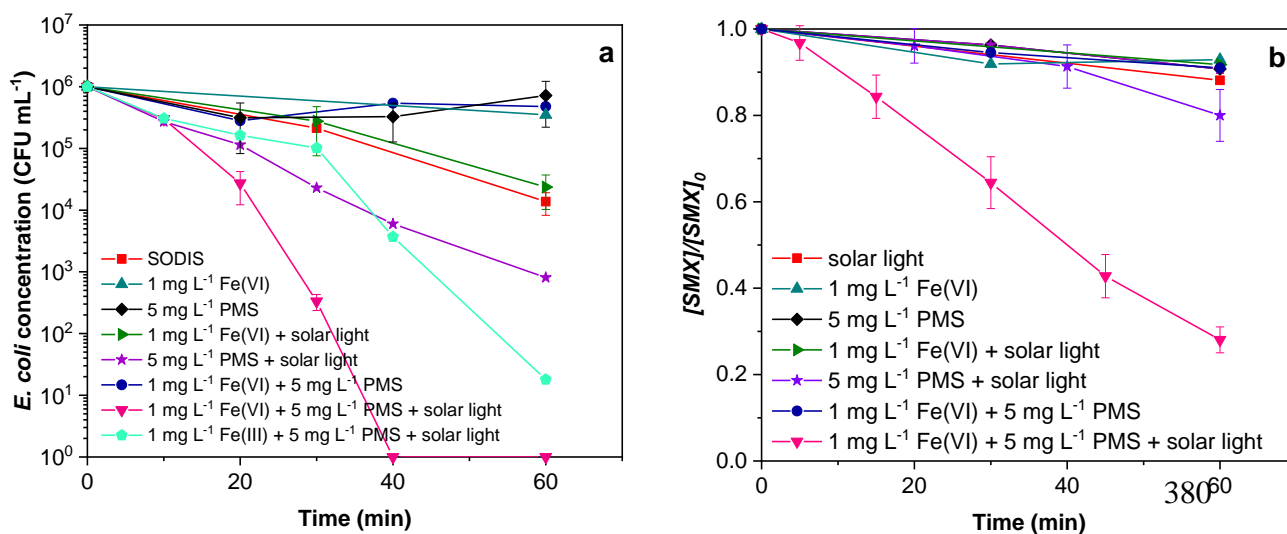 a
E. coli concentration (CFU mL⁻¹)
10⁷
10⁶
10⁵
10⁴
10³
10²
10¹
10⁰
SODIS
1 mg L⁻¹ Fe(VI)
5 mg L⁻¹ PMS
1 mg L⁻¹ Fe(VI) + solar light
5 mg L⁻¹ PMS + solar light
1 mg L⁻¹ Fe(VI) + 5 mg L⁻¹ PMS
1 mg L⁻¹ Fe(VI) + 5 mg L⁻¹ PMS + solar light
1 mg L⁻¹ Fe(III) + 5 mg L⁻¹ PMS + solar light
0 20 40 60
Time (min)
b
[SMX]/[SMX]₀
1.0
0.8
0.6
0.4
0.2
0.0
solar light
1 mg L⁻¹ Fe(VI)
5 mg L⁻¹ PMS
1 mg L⁻¹ Fe(VI) + solar light
5 mg L⁻¹ PMS + solar light
1 mg L⁻¹ Fe(VI) + 5 mg L⁻¹ PMS
1 mg L⁻¹ Fe(VI) + 5 mg L⁻¹ PMS + solar light
0 20 40 60
380
Time (min)